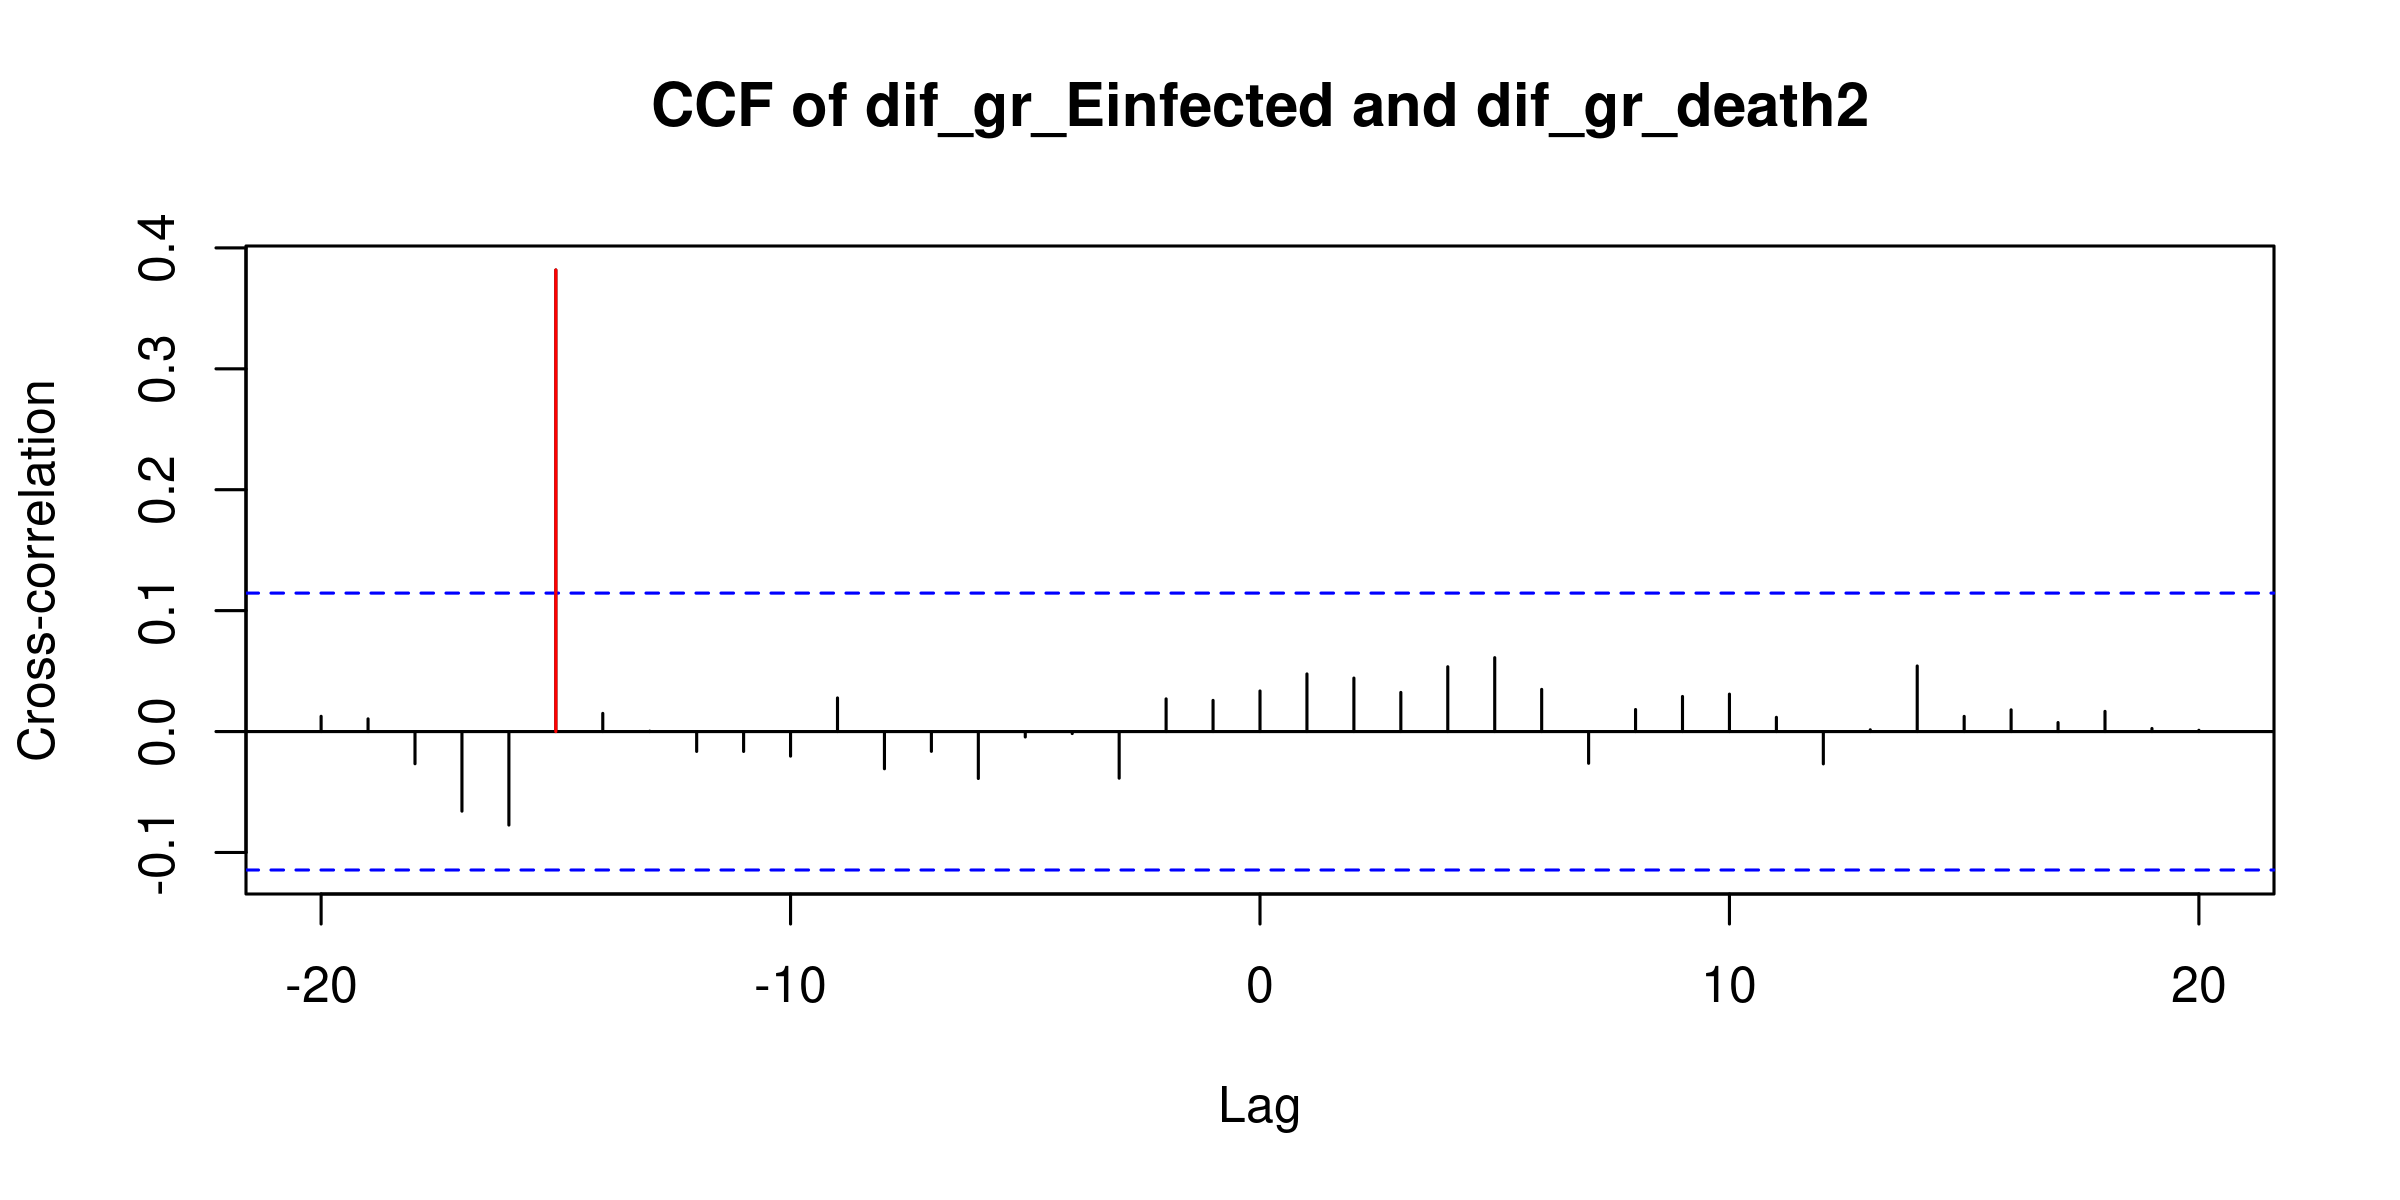 CCF of dif_gr_Einfected and dif_gr_death2
Cross-correlation
0.4
0.3
0.2
0.1
0.0
-0.1
-20 -10 0 10 20
Lag